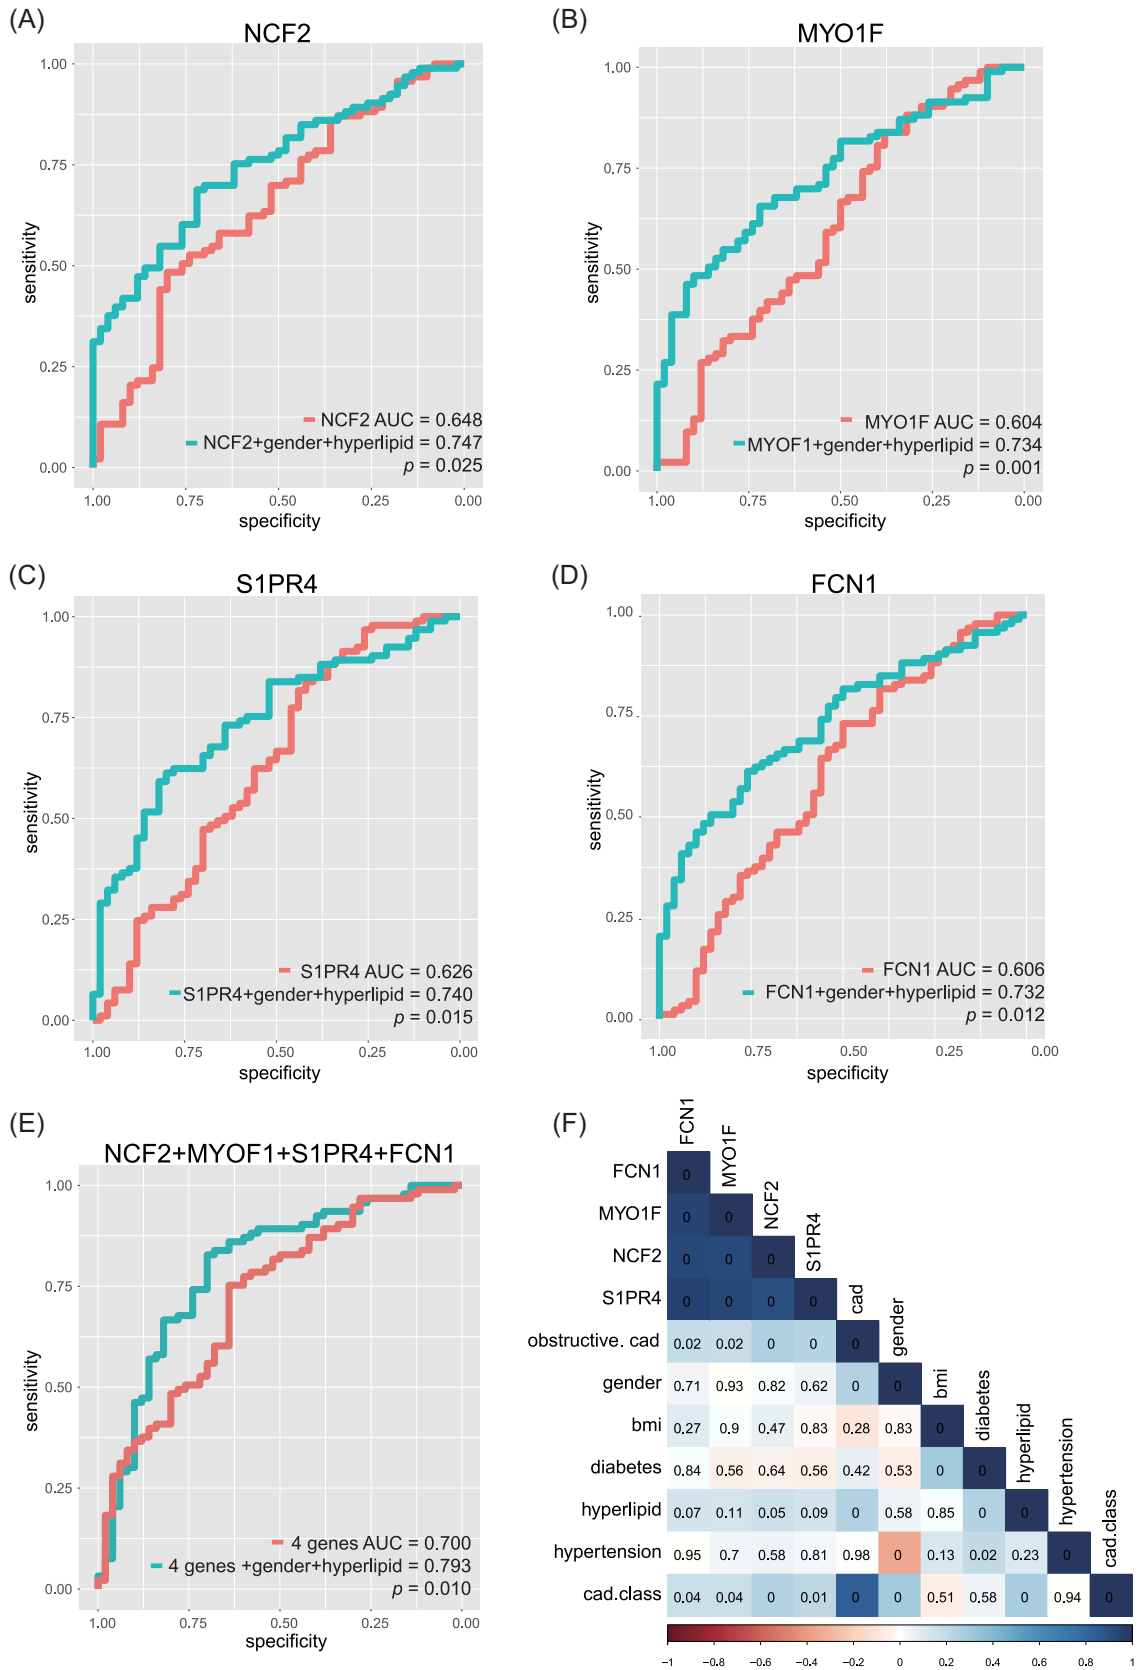 (A)
NCF2
1.00
0.75
0.50
0.25
0.00
sensitivity
NCF2 AUC = 0.648
NCF2+gender+hyperlipid = 0.747
p = 0.025
1.00 0.75 0.50 0.25 0.00
specificity
(B)
MYO1F
1.00
0.75
0.50
0.25
0.00
sensitivity
MYO1F AUC = 0.604
MYOF1+gender+hyperlipid = 0.734
p = 0.001
1.00 0.75 0.50 0.25 0.00
specificity
(C)
S1PR4
1.00
0.75
0.50
0.25
0.00
sensitivity
S1PR4 AUC = 0.626
S1PR4+gender+hyperlipid = 0.740
p = 0.015
1.00 0.75 0.50 0.25 0.00
specificity
(D)
FCN1
1.00
0.75
0.50
0.25
0.00
sensitivity
FCN1 AUC = 0.606
FCN1+gender+hyperlipid = 0.732
p = 0.012
1.00 0.75 0.50 0.25 0.00
specificity
(E)
NCF2+MYOF1+S1PR4+FCN1
1.00
0.75
0.50
0.25
0.00
sensitivity
4 genes AUC = 0.700
4 genes +gender+hyperlipid = 0.793
p = 0.010
1.00 0.75 0.50 0.25 0.00
specificity
(F)
FCN1
MYO1F
NCF2
S1PR4
cad
gender
bmi
diabetes
hyperlipid
hypertension
cad.class
FCN1 0
MYO1F 0 0
NCF2 0 0 0
S1PR4 0 0 0 0
obstructive. cad 0.02 0.02 0 0 0
gender 0.71 0.93 0.82 0.62 0 0
bmi 0.27 0.9 0.47 0.83 0.28 0.83 0
diabetes 0.84 0.56 0.64 0.56 0.42 0.53 0 0
hyperlipid 0.07 0.11 0.05 0.09 0 0.58 0.85 0 0
hypertension 0.95 0.7 0.58 0.81 0.98 0 0.13 0.02 0.23 0
cad.class 0.04 0.04 0 0.01 0 0 0.51 0.58 0 0.94 0
−1 −0.8 −0.6 −0.4 −0.2 0 0.2 0.4 0.6 0.8 1